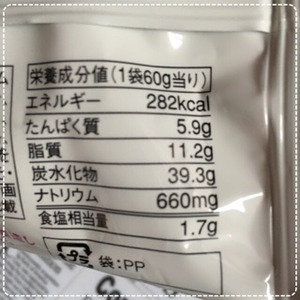 栄養成分値(1袋60g当り)
エネルギー 282kcal
たんぱく質 5.9g
脂質 11.2g
炭水化物 39.3g
ナトリウム 660mg
食塩相当量 1.7g
プラ 袋:PP